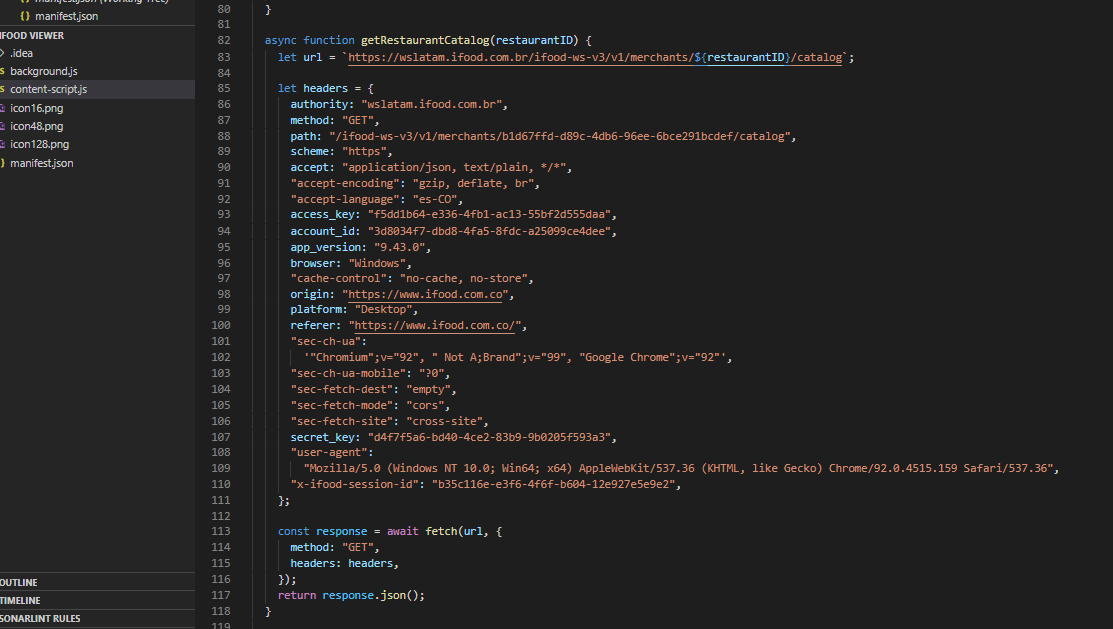 manifest.json (Working Tree)
{} manifest.json
IFOOD VIEWER
.idea
background.js
content-script.js
icon16.png
icon48.png
icon128.png
manifest.json
OUTLINE
TIMELINE
SONARLINT RULES
80 }
81
82 async function getRestaurantCatalog(restaurantID) {
83 let url = `https://wslatam.ifood.com.br/ifood-ws-v3/v1/merchants/${restaurantID}/catalog`;
84
85 let headers = {
86 authority: "wslatam.ifood.com.br",
87 method: "GET",
88 path: "/ifood-ws-v3/v1/merchants/b1d67ffd-d89c-4db6-96ee-6bce291bcdef/catalog",
89 scheme: "https",
90 accept: "application/json, text/plain, */*",
91 "accept-encoding": "gzip, deflate, br",
92 "accept-language": "es-CO",
93 access_key: "f5dd1b64-e336-4fb1-ac13-55bf2d555daa",
94 account_id: "3d8034f7-dbd8-4fa5-8fdc-a25099ce4dee",
95 app_version: "9.43.0",
96 browser: "Windows",
97 "cache-control": "no-cache, no-store",
98 origin: "https://www.ifood.com.co",
99 platform: "Desktop",
100 referer: "https://www.ifood.com.co/",
101 "sec-ch-ua":
102 '"Chromium";v="92", " Not A;Brand";v="99", "Google Chrome";v="92"',
103 "sec-ch-ua-mobile": "?0",
104 "sec-fetch-dest": "empty",
105 "sec-fetch-mode": "cors",
106 "sec-fetch-site": "cross-site",
107 secret_key: "d4f7f5a6-bd40-4ce2-83b9-9b0205f593a3",
108 "user-agent":
109 "Mozilla/5.0 (Windows NT 10.0; Win64; x64) AppleWebKit/537.36 (KHTML, like Gecko) Chrome/92.0.4515.159 Safari/537.36",
110 "x-ifood-session-id": "b35c116e-e3f6-4f6f-b604-12e927e5e9e2",
111 };
112
113 const response = await fetch(url, {
114 method: "GET",
115 headers: headers,
116 });
117 return response.json();
118 }
119